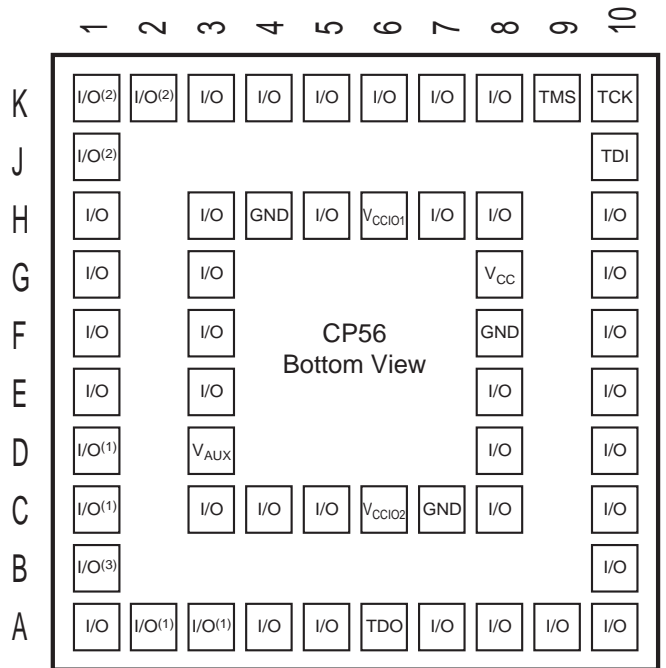 1 2 3 4 5 6 7 8 9 10
K I/O(2) I/O(2) I/O I/O I/O I/O I/O I/O TMS TCK
J I/O(2) TDI
H I/O I/O GND I/O VCCIO1 I/O I/O I/O
G I/O I/O VCC I/O
F I/O I/O CP56 GND I/O
Bottom View
E I/O I/O I/O I/O
D I/O(1) VAUX I/O I/O
C I/O(1) I/O I/O I/O VCCIO2 GND I/O I/O
B I/O(3) I/O
A I/O I/O(1) I/O(1) I/O I/O TDO I/O I/O I/O I/O